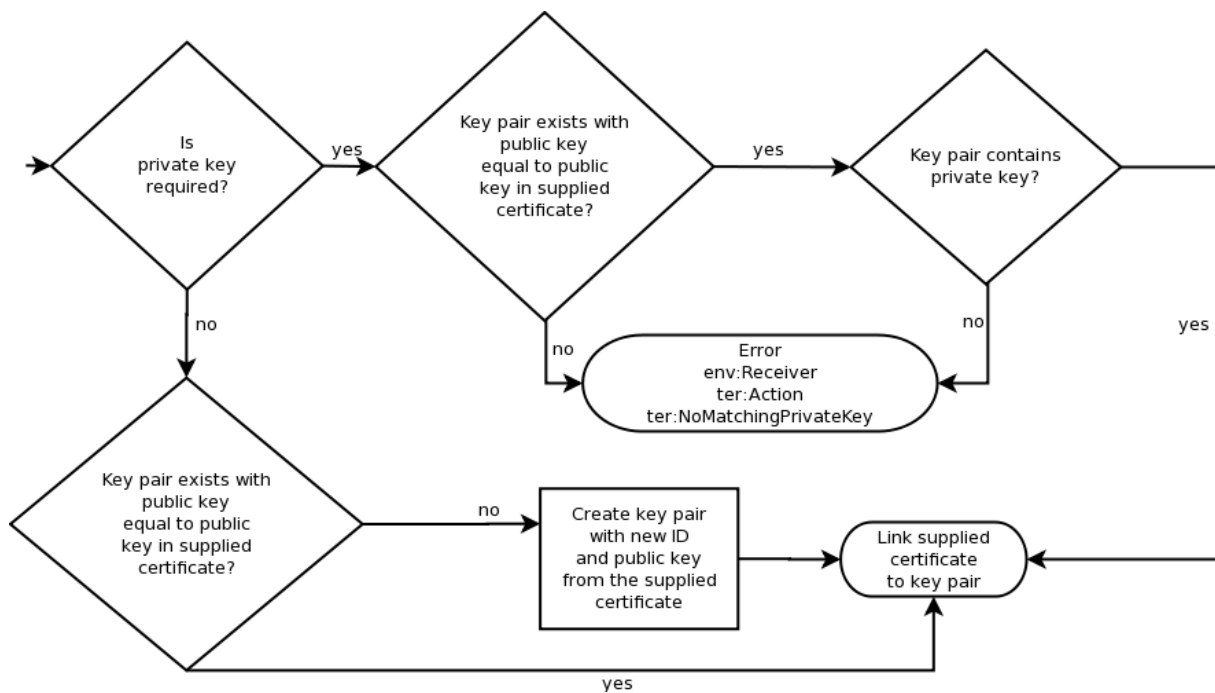 Is
private key
required?
yes
Key pair exists with
public key
equal to public
key in supplied
certificate?
yes
Key pair contains
private key?
no
no
no
yes
Error
env:Receiver
ter:Action
ter:NoMatchingPrivateKey
Key pair exists with
public key
equal to public
key in supplied
certificate?
no
Create key pair
with new ID
and public key
from the supplied
certificate
Link supplied
certificate
to key pair
yes